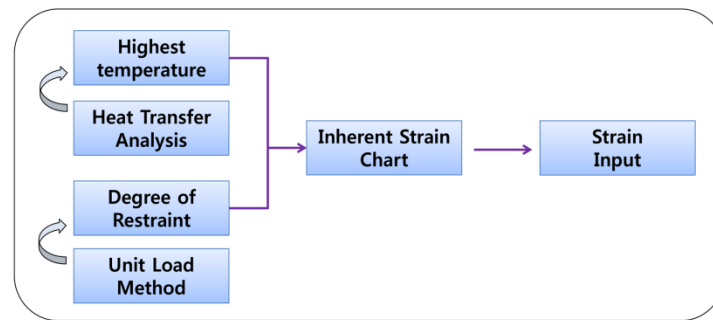 Highest
temperature
Heat Transfer
Analysis
Degree of
Restraint
Unit Load
Method
Inherent Strain
Chart
Strain
Input